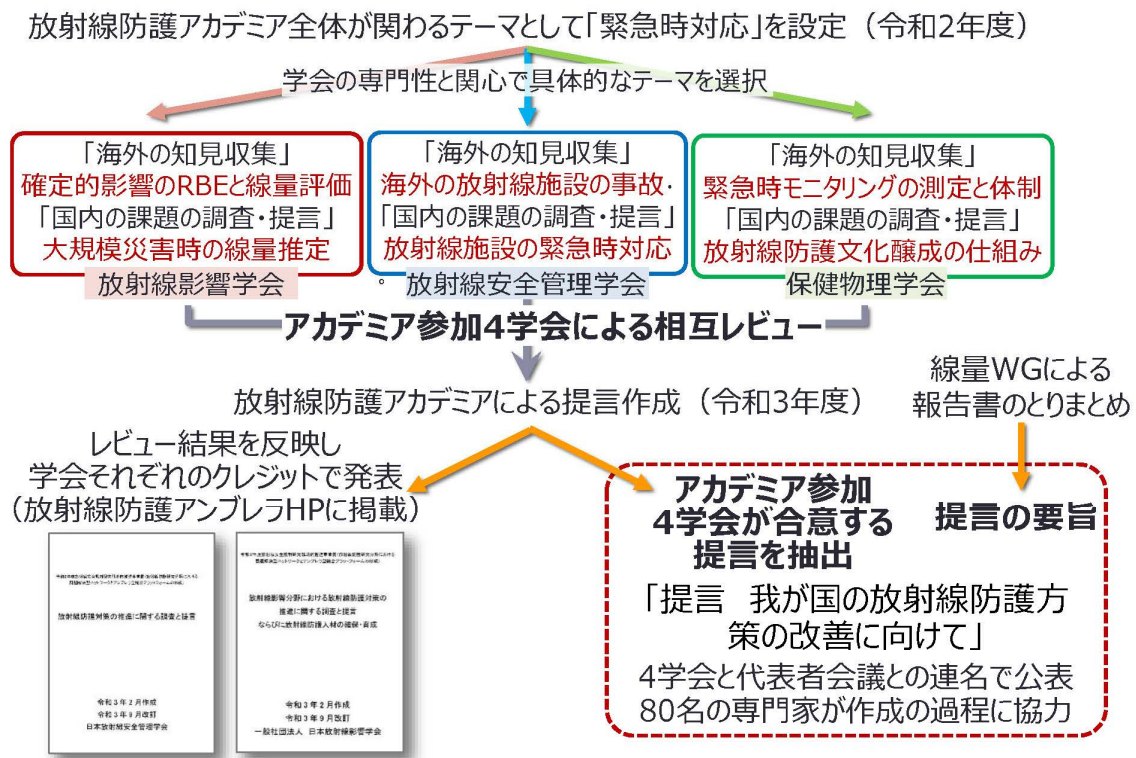 放射線防護アカデミア全体が関わるテーマとして「緊急時対応」を設定（令和2年度）
学会の専門性と関心で具体的なテーマを選択
「海外の知見収集」
確定的影響のRBEと線量評価
「国内の課題の調査・提言」
大規模災害時の線量推定
放射線影響学会
「海外の知見収集」
海外の放射線施設の事故・
「国内の課題の調査・提言」
放射線施設の緊急時対応
。
放射線安全管理学会
「海外の知見収集」
緊急時モニタリングの測定と体制
「国内の課題の調査・提言」
放射線防護文化醸成の仕組み
保健物理学会
アカデミア参加4学会による相互レビュー
放射線防護アカデミアによる提言作成（令和3年度）
線量WGによる
報告書のとりまとめ
レビュー結果を反映し
学会それぞれのクレジットで発表
（放射線防護アンブレラHPに掲載）
アカデミア参加
4学会が合意する
提言を抽出
提言の要旨
「提言　我が国の放射線防護方
策の改善に向けて」
4学会と代表者会議との連名で公表
80名の専門家が作成の過程に協力
放射線防護対策の推進に関する調査と提言
令和3年2月作成
令和3年9月改訂
日本放射線安全管理学会
放射線影響分野における放射線防護対策の
推進に関する調査と提言
ならびに放射線防護人材の確保・育成
令和3年2月作成
令和3年9月改訂
一般社団法人　日本放射線影響学会